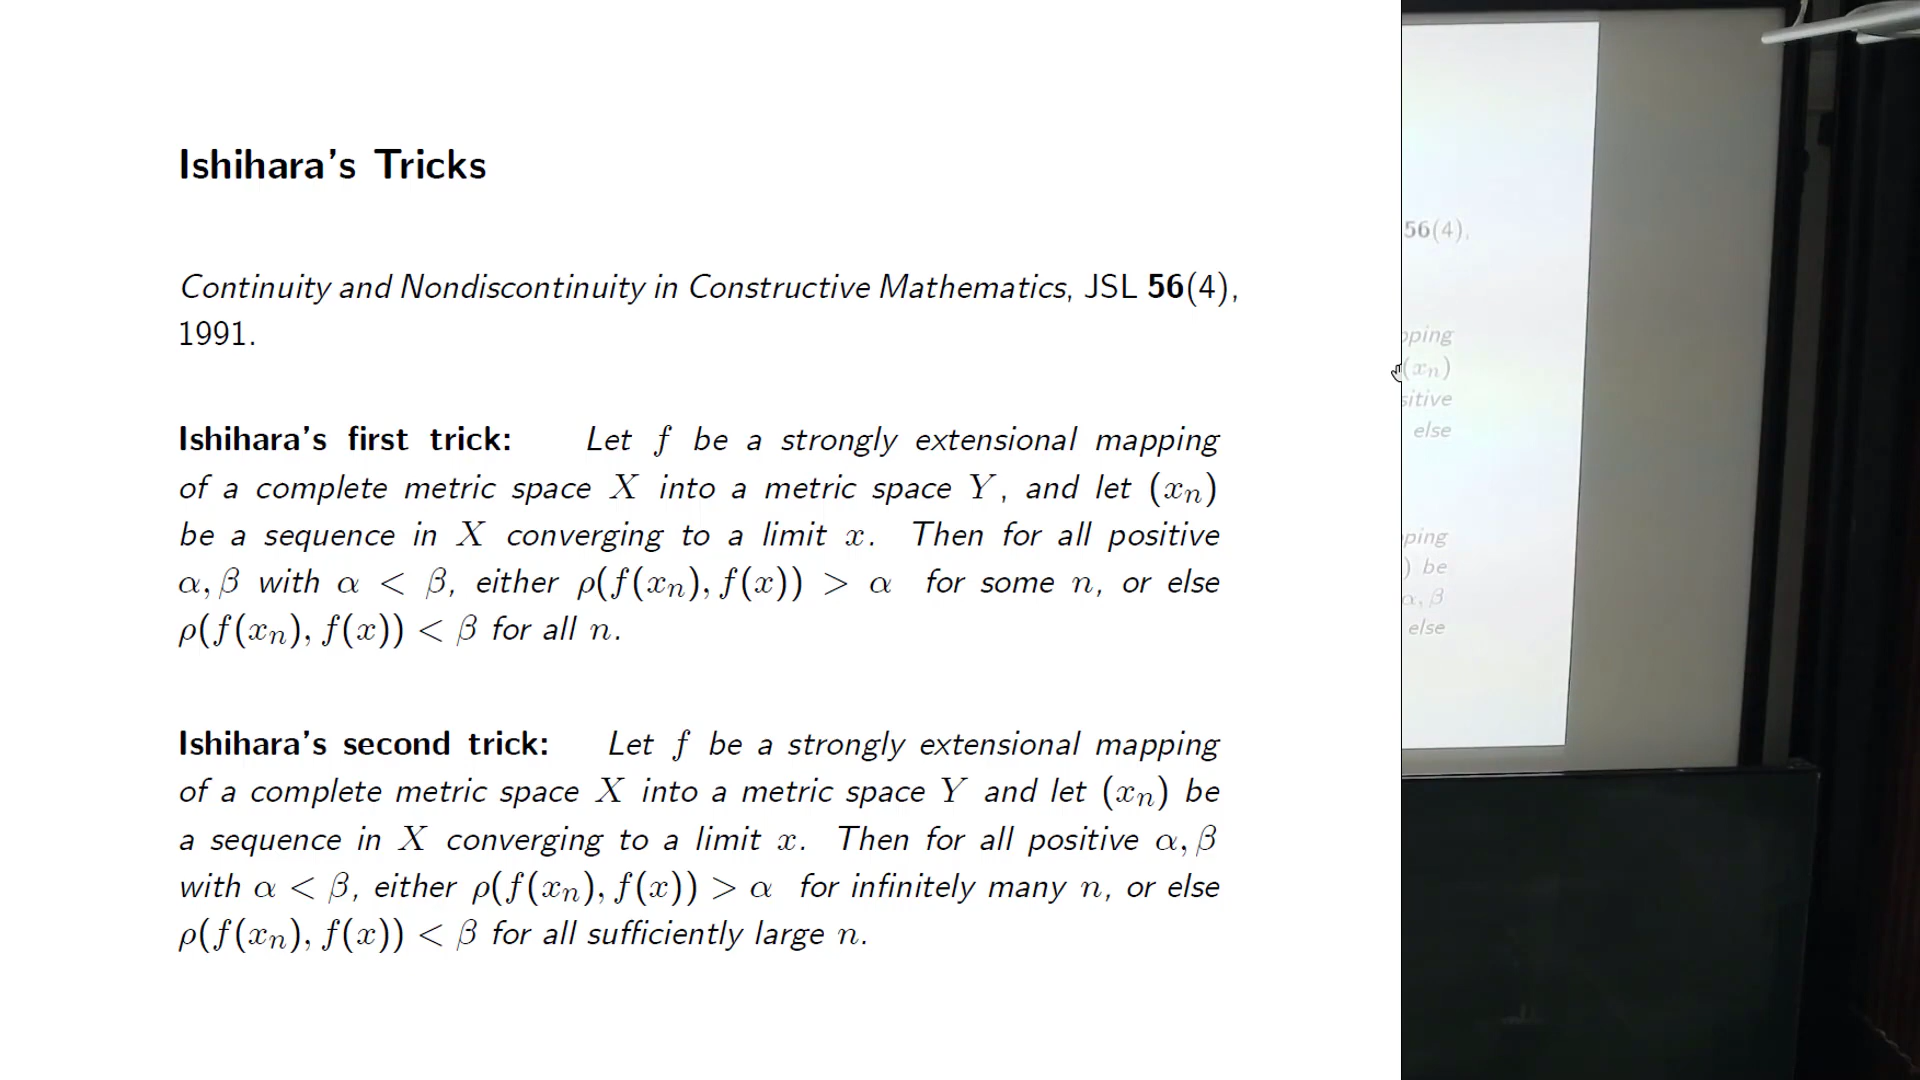 Ishihara's Tricks
Continuity and Nondiscontinuity in Constructive Mathematics, JSL 56(4),
1991.
Ishihara's first trick: Let f be a strongly extensional mapping
of a complete metric space X into a metric space Y, and let (xₙ)
be a sequence in X converging to a limit x. Then for all positive
α, β with α < β, either ρ(f(xₙ), f(x)) > α for some n, or else
ρ(f(xₙ), f(x)) < β for all n.
Ishihara's second trick: Let f be a strongly extensional mapping
of a complete metric space X into a metric space Y and let (xₙ) be
a sequence in X converging to a limit x. Then for all positive α, β
with α < β, either ρ(f(xₙ), f(x)) > α for infinitely many n, or else
ρ(f(xₙ), f(x)) < β for all sufficiently large n.
56(4),
pping
(xₙ)
sitive
else
ping
) be
α, β
else